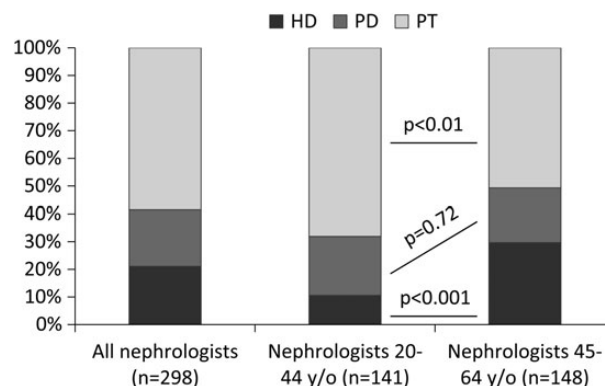 HD PD PT
100%
90%
80%
70%
60%
50%
40%
30%
20%
10%
0%
p<0.01
p=0.72
p<0.001
All nephrologists
(n=298)
Nephrologists 20-
44 y/o (n=141)
Nephrologists 45-
64 y/o (n=148)